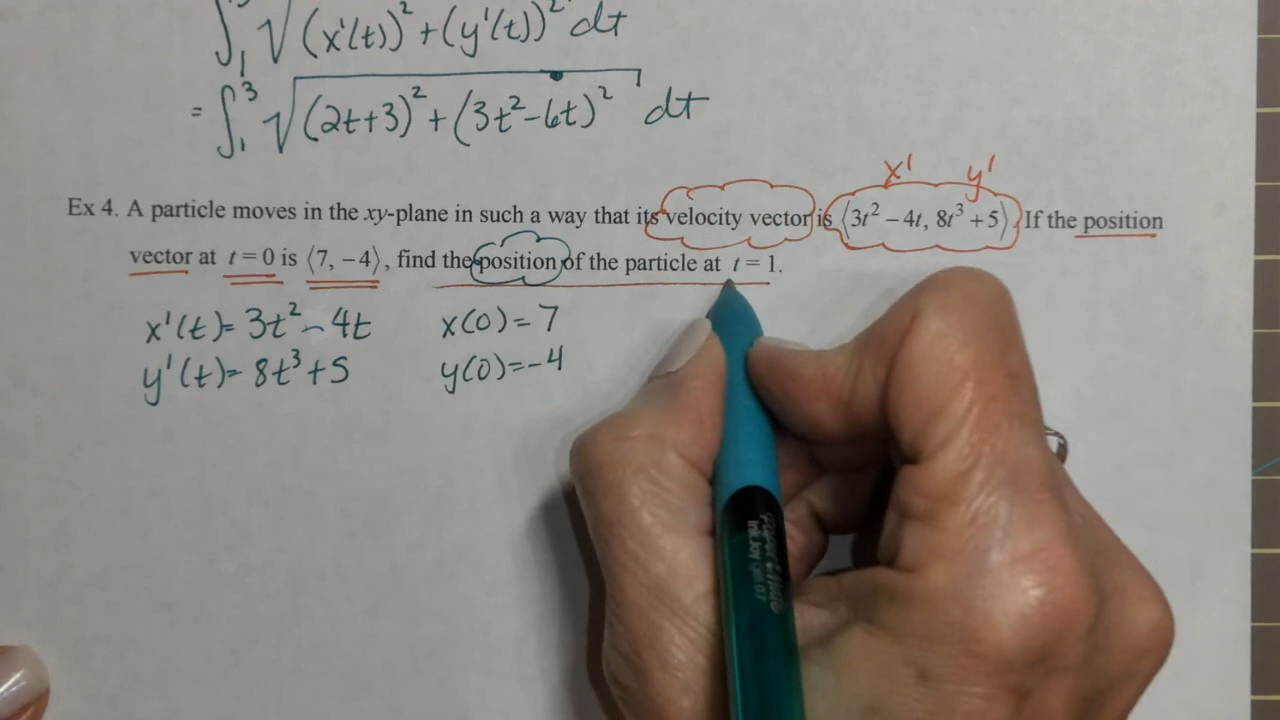 ∫₁ √(x'(t))² + (y'(t))² dt
= ∫₁³ √(2t+3)² + (3t²-6t)² dt
x' y'
Ex 4. A particle moves in the xy-plane in such a way that its velocity vector is ⟨3t² – 4t, 8t³ + 5⟩. If the position
vector at t = 0 is ⟨7, –4⟩, find the position of the particle at t = 1.
x'(t) = 3t² - 4t x(0) = 7
y'(t) = 8t³ + 5 y(0) = -4